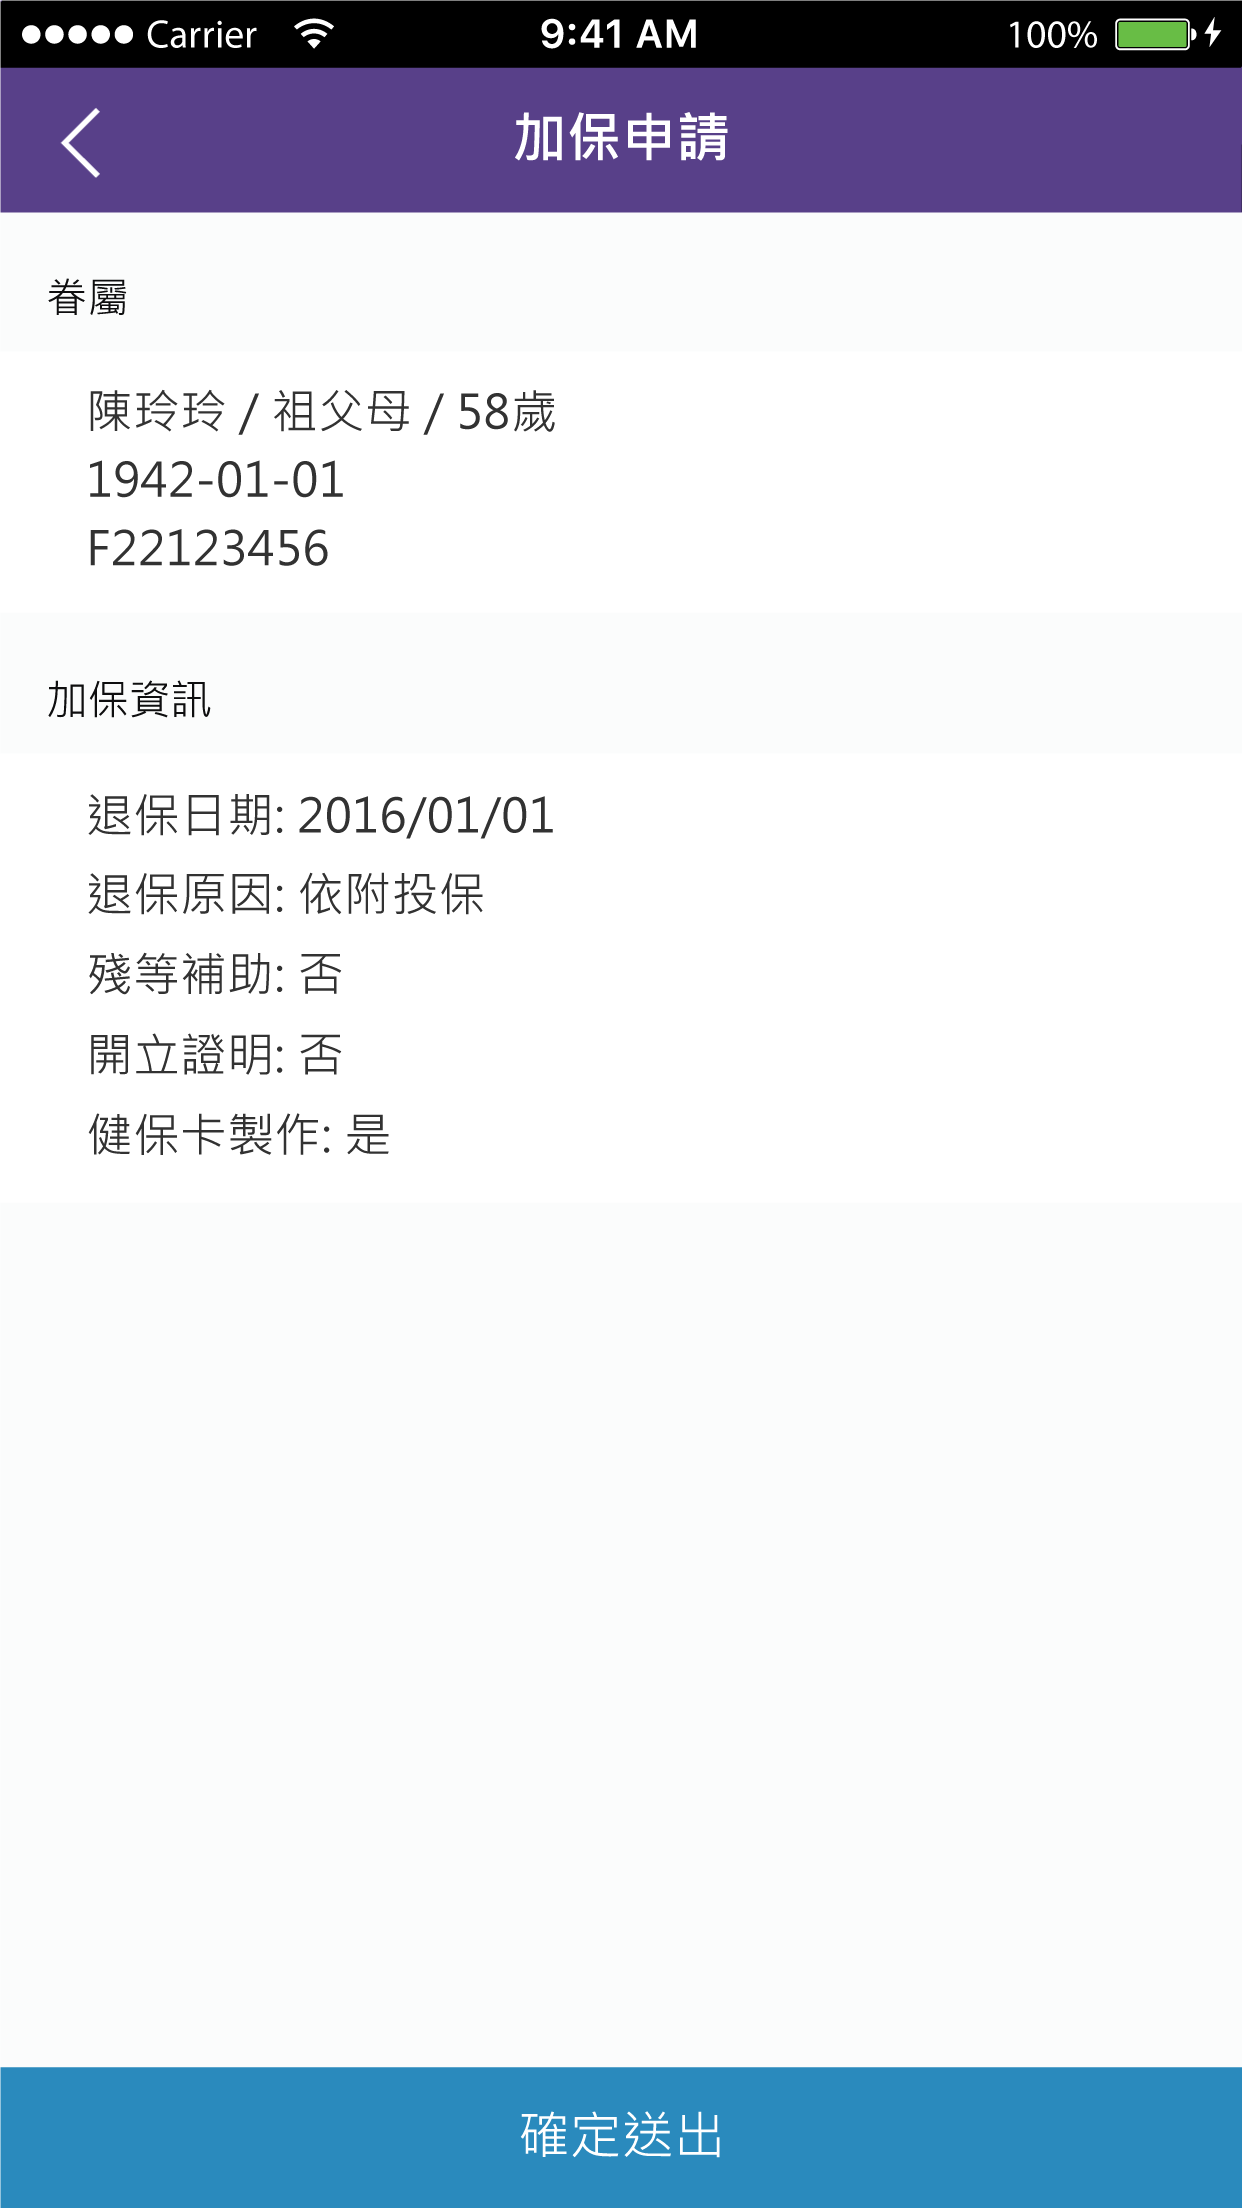 Carrier 9:41 AM 100%
加保申請
眷屬
陳玲玲 / 祖父母 / 58歲
1942-01-01
F22123456
加保資訊
退保日期: 2016/01/01
退保原因: 依附投保
殘等補助: 否
開立證明: 否
健保卡製作: 是
確定送出